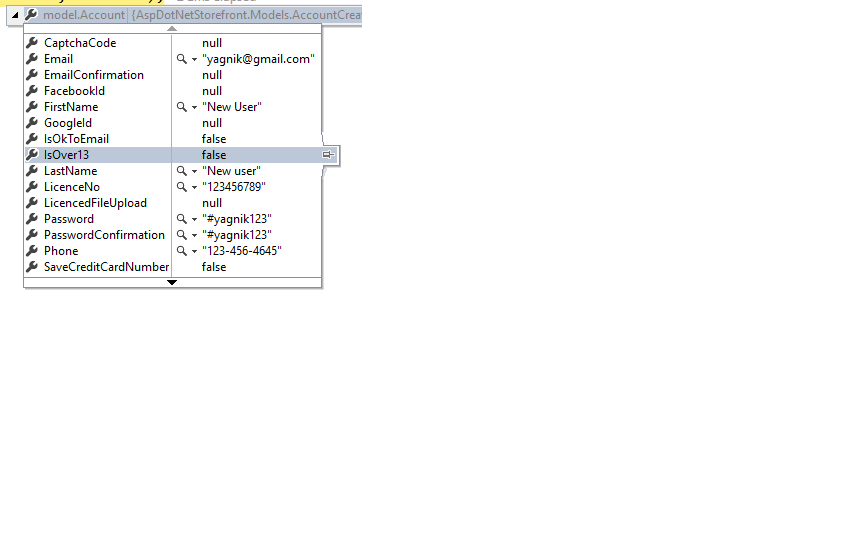 model.Account {AspDotNetStorefront.Models.AccountCrea
CaptchaCode null
Email "yagnik@gmail.com"
EmailConfirmation null
FacebookId null
FirstName "New User"
GoogleId null
IsOkToEmail false
IsOver13 false
LastName "New user"
LicenceNo "123456789"
LicencedFileUpload null
Password "#yagnik123"
PasswordConfirmation "#yagnik123"
Phone "123-456-4645"
SaveCreditCardNumber false